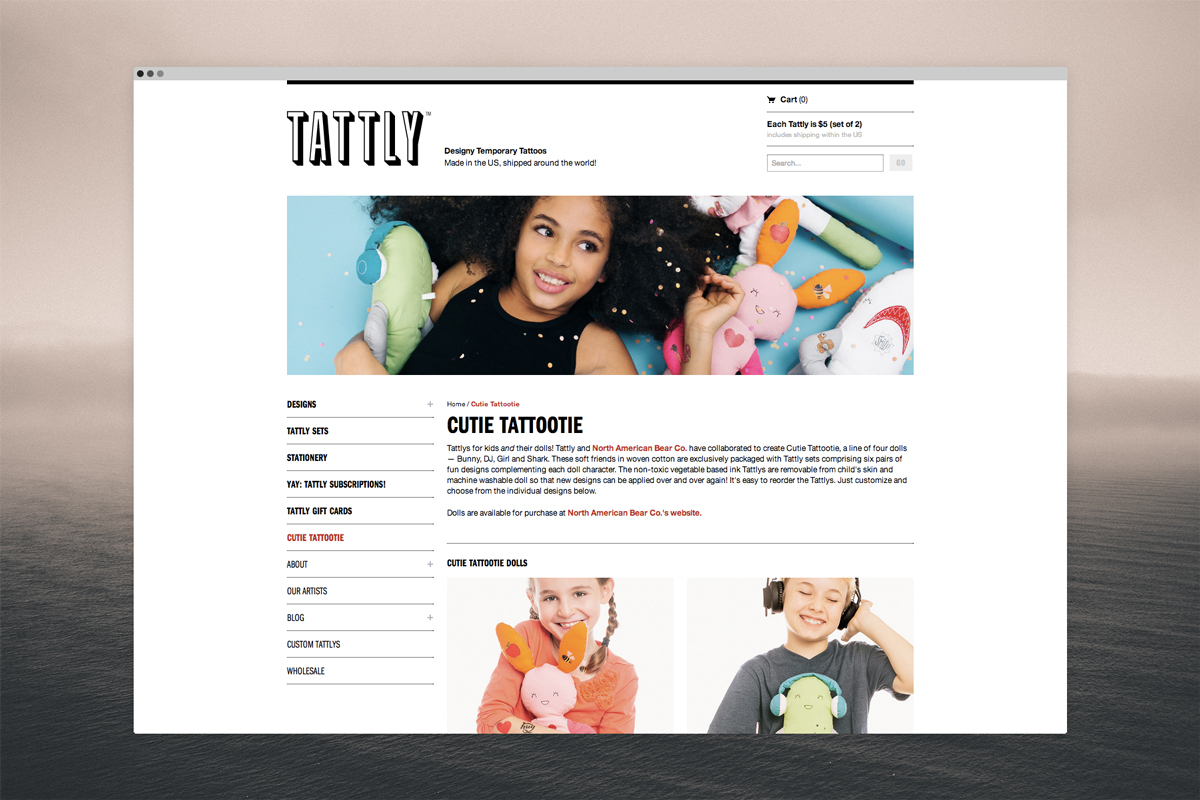 Cart (0)
TATTLY™
Each Tattly is $5 (set of 2)
includes shipping within the US
Designy Temporary Tattoos
Made in the US, shipped around the world!
Search...
GO
DESIGNS +
TATTLY SETS
STATIONERY
YAY: TATTLY SUBSCRIPTIONS!
TATTLY GIFT CARDS
CUTIE TATTOOTIE
ABOUT +
OUR ARTISTS
BLOG +
CUSTOM TATTLYS
WHOLESALE
Home / Cutie Tattootie
CUTIE TATTOOTIE
Tattlys for kids and their dolls! Tattly and North American Bear Co. have collaborated to create Cutie Tattootie, a line of four dolls
— Bunny, DJ, Girl and Shark. These soft friends in woven cotton are exclusively packaged with Tattly sets comprising six pairs of
fun designs complementing each doll character. The non-toxic vegetable based ink Tattlys are removable from child's skin and
machine washable doll so that new designs can be applied over and over again! It's easy to reorder the Tattlys. Just customize and
choose from the individual designs below.
Dolls are available for purchase at North American Bear Co.'s website.
CUTIE TATTOOTIE DOLLS